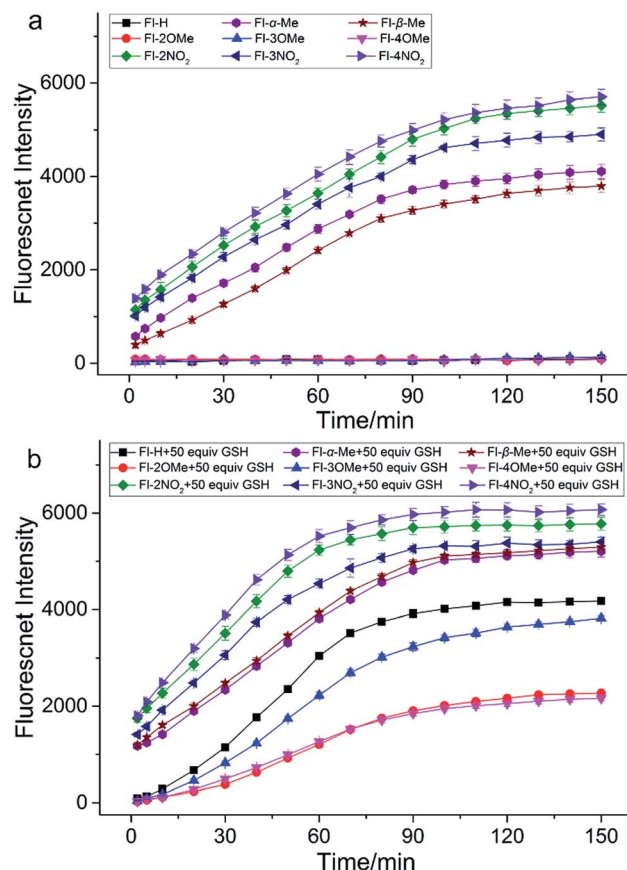 a
Fl-H Fl-α-Me Fl-β-Me
Fl-2OMe Fl-3OMe Fl-4OMe
Fl-2NO₂ Fl-3NO₂ Fl-4NO₂
Fluorescnet Intensity
6000
4000
2000
0
0 30 60 90 120 150
Time/min
b
Fl-H+50 equiv GSH Fl-α-Me+50 equiv GSH Fl-β-Me+50 equiv GSH
Fl-2OMe+50 equiv GSH Fl-3OMe+50 equiv GSH Fl-4OMe+50 equiv GSH
Fl-2NO₂+50 equiv GSH Fl-3NO₂+50 equiv GSH Fl-4NO₂+50 equiv GSH
Fluorescnet Intensity
6000
4000
2000
0
0 30 60 90 120 150
Time/min